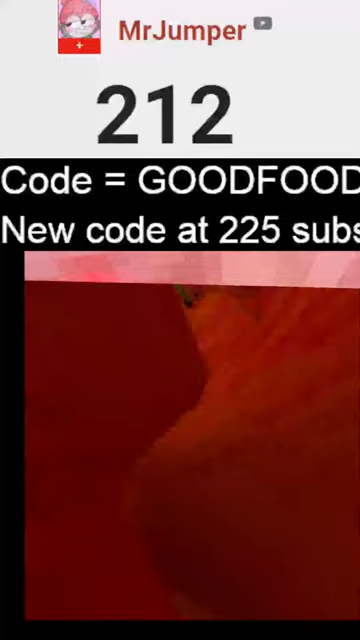 MrJumper
212
Code = GOODFOOD
New code at 225 subs